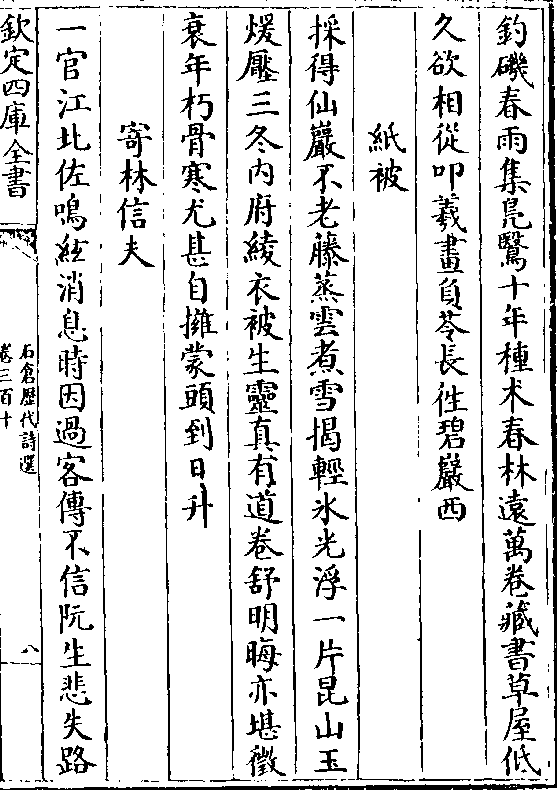 釣磯春雨集鳧鷖十年種术春林遠萬卷藏書草屋低
久欲相從叩羲畫負苓長徃碧巖西
紙被
採得仙巖不老藤蒸雲煮雪揭輕氷光浮一片昆山玉
煖壓三冬内府綾衣被生靈真有道卷舒明晦亦堪徵
衰年朽骨寒尤甚自擁蒙頭到日升
寄林信夫
一官江北佐鳴絃消息時因過客傳不信阮生悲失路
欽定四庫全書
石倉歴代詩選
卷三百十
八